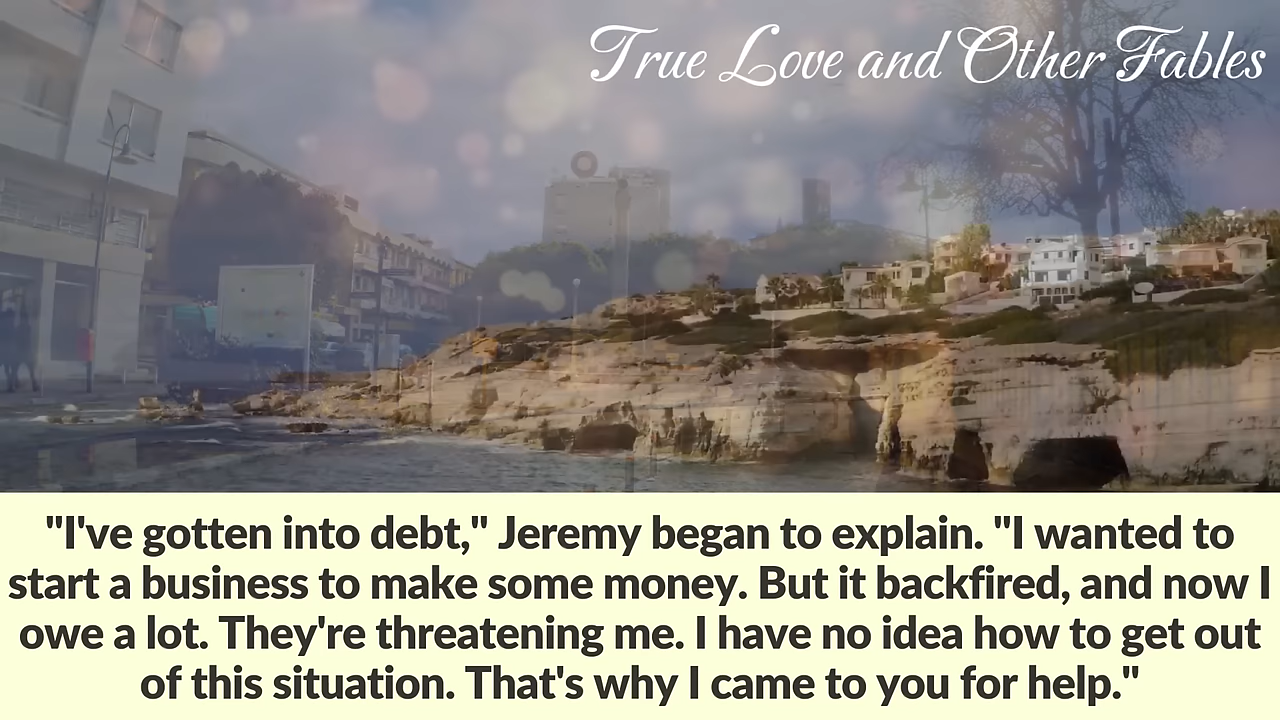 True Love and Other Fables
"I've gotten into debt," Jeremy began to explain. "I wanted to
start a business to make some money. But it backfired, and now I
owe a lot. They're threatening me. I have no idea how to get out
of this situation. That's why I came to you for help."